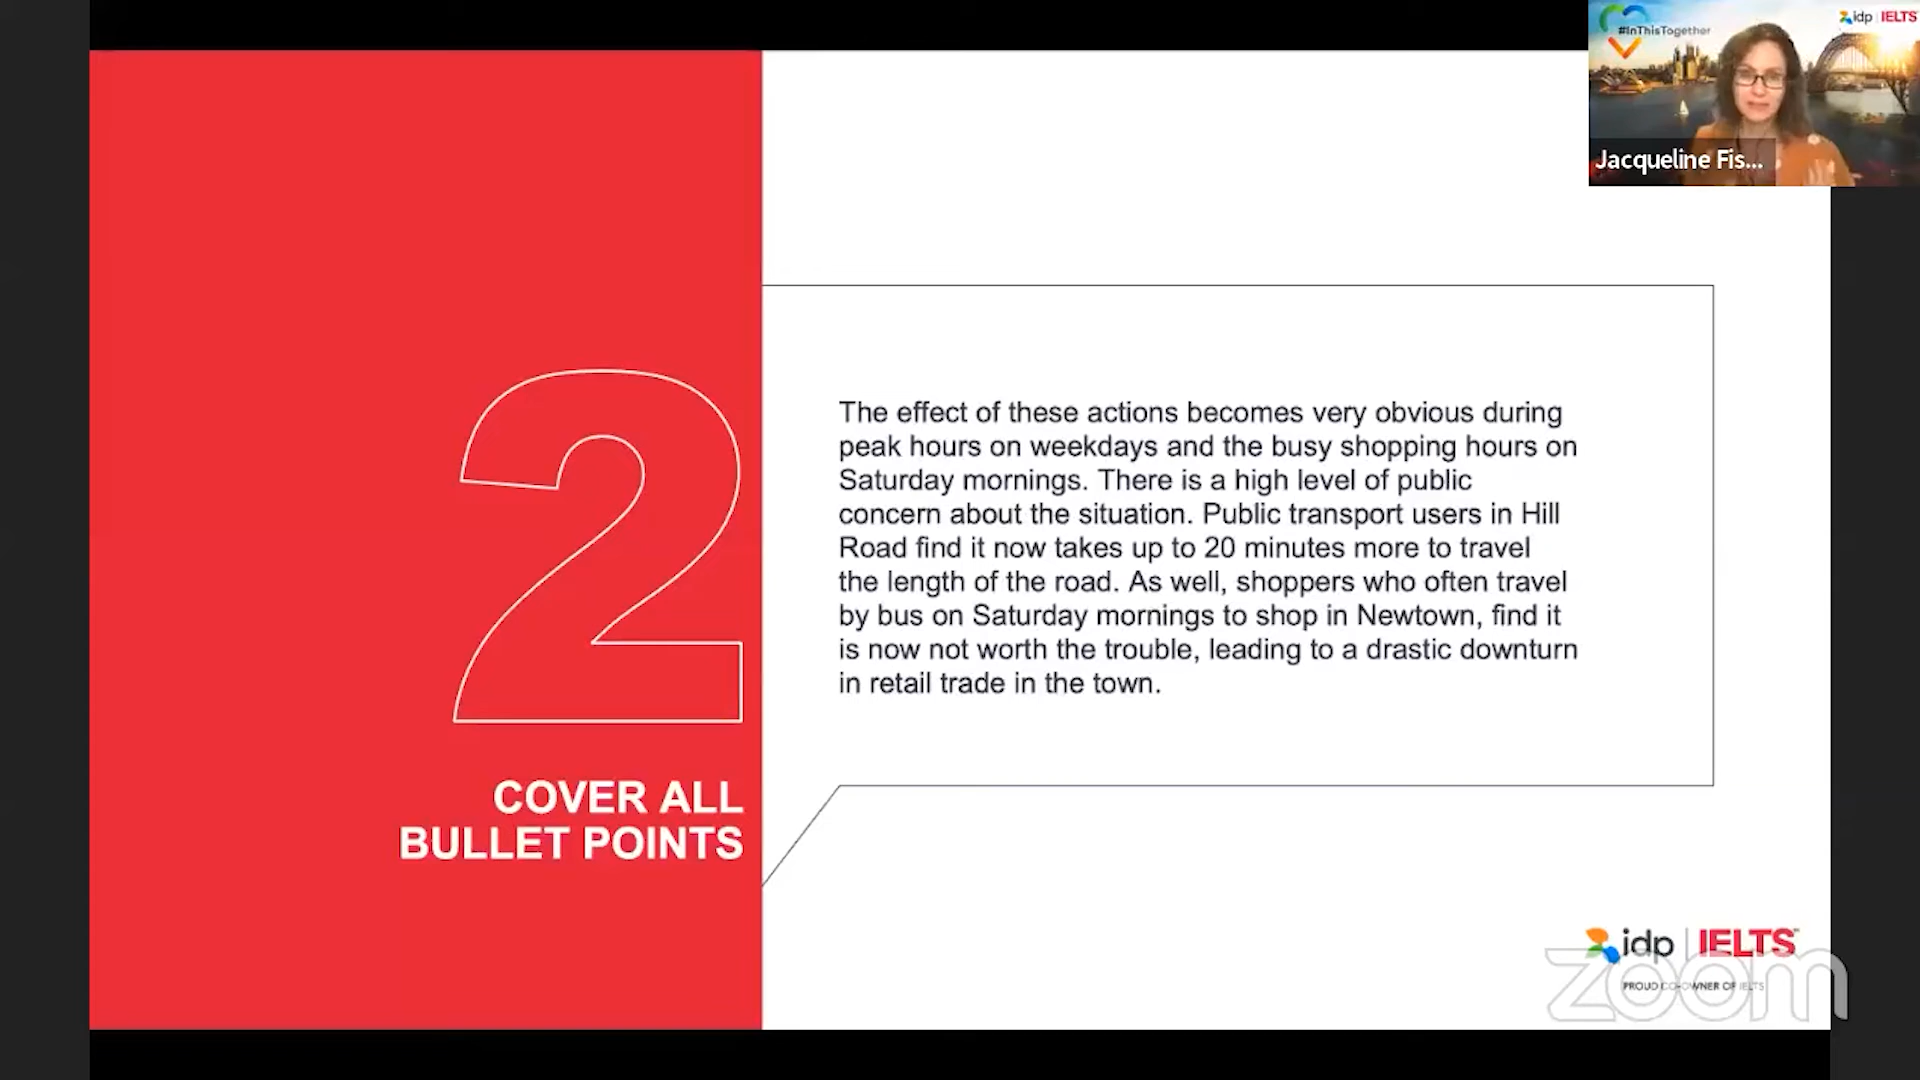 #InThisTogether
idp IELTS
Jacqueline Fis...
2
COVER ALL
BULLET POINTS
The effect of these actions becomes very obvious during
peak hours on weekdays and the busy shopping hours on
Saturday mornings. There is a high level of public
concern about the situation. Public transport users in Hill
Road find it now takes up to 20 minutes more to travel
the length of the road. As well, shoppers who often travel
by bus on Saturday mornings to shop in Newtown, find it
is now not worth the trouble, leading to a drastic downturn
in retail trade in the town.
idp IELTS™
PROUD CO-OWNER OF IELTS
zoom